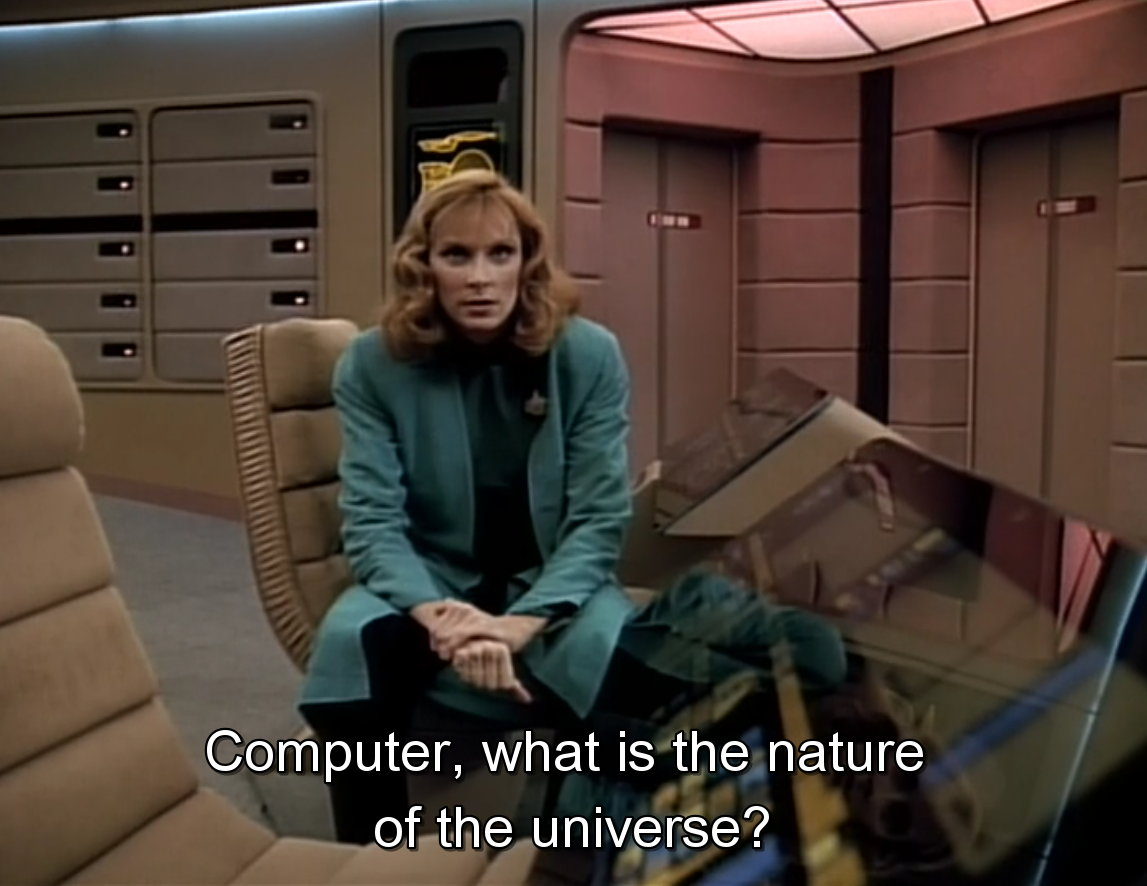 Computer, what is the nature
of the universe?